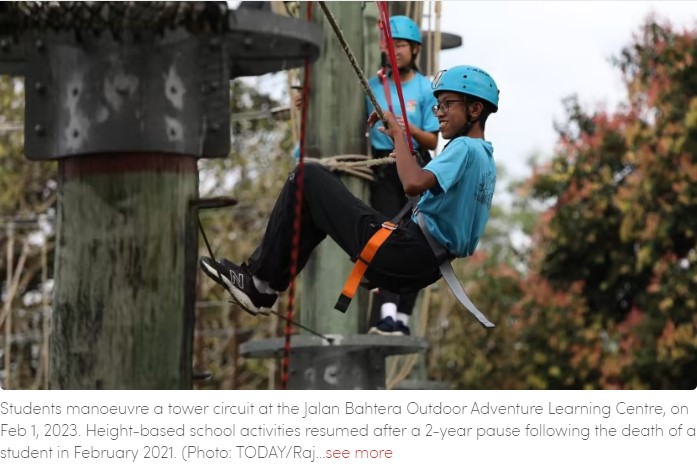 N
Students manoeuvre a tower circuit at the Jalan Bahtera Outdoor Adventure Learning Centre, on
Feb 1, 2023. Height-based school activities resumed after a 2-year pause following the death of a
student in February 2021. (Photo: TODAY/Raj...see more